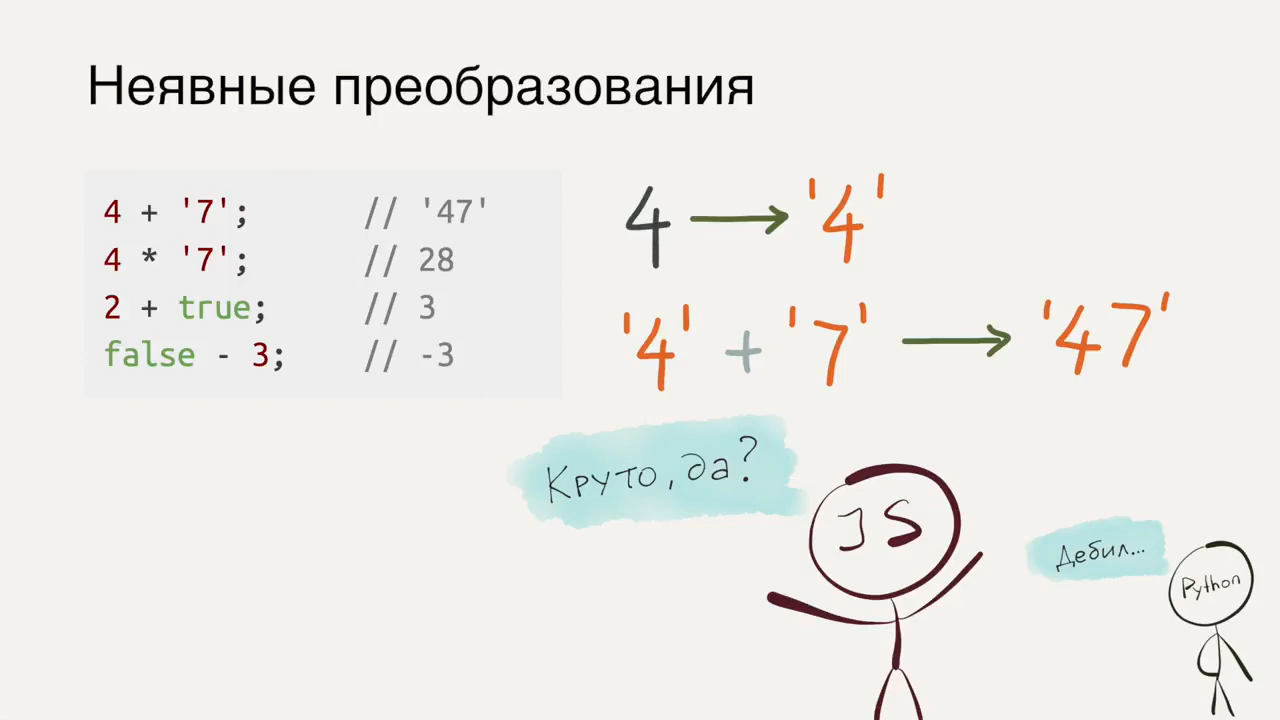 Неявные преобразования
4 + '7'; // '47'
4 * '7'; // 28
2 + true; // 3
false - 3; // -3
4 → '4'
'4' + '7' → '47'
Круто, да?
JS
Дебил...
Python